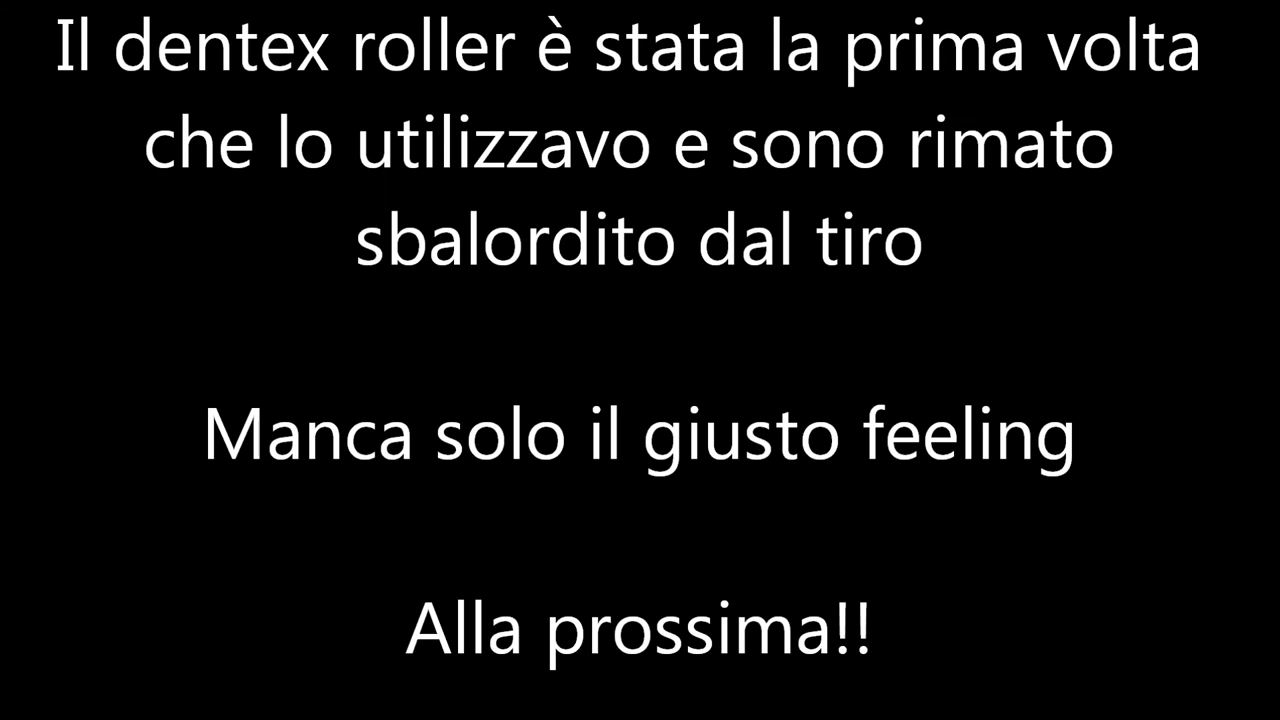 Il dentex roller è stata la prima volta
che lo utilizzavo e sono rimato
sbalordito dal tiro
Manca solo il giusto feeling
Alla prossima!!